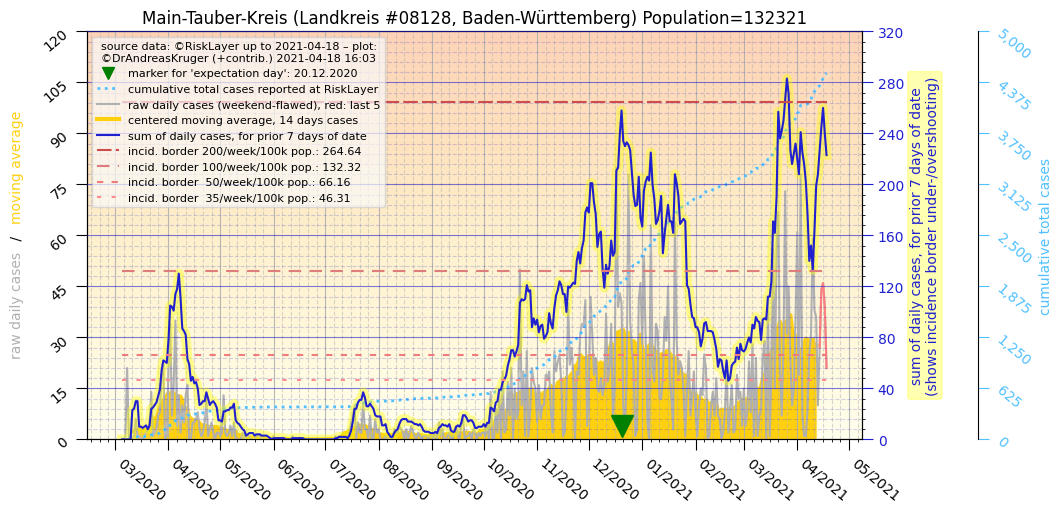 Main-Tauber-Kreis (Landkreis #08128, Baden-Württemberg) Population=132321
source data: ©RiskLayer up to 2021-04-18 – plot:
©DrAndreasKruger (+contrib.) 2021-04-18 16:03
marker for 'expectation day': 20.12.2020
cumulative total cases reported at RiskLayer
raw daily cases (weekend-flawed), red: last 5
centered moving average, 14 days cases
sum of daily cases, for prior 7 days of date
incid. border 200/week/100k pop.: 264.64
incid. border 100/week/100k pop.: 132.32
incid. border  50/week/100k pop.: 66.16
incid. border  35/week/100k pop.: 46.31
raw daily cases  /  moving average
120
105
90
75
60
45
30
15
0
03/2020
04/2020
05/2020
06/2020
07/2020
08/2020
09/2020
10/2020
11/2020
12/2020
01/2021
02/2021
03/2021
04/2021
05/2021
320
280
240
200
160
120
80
40
0
sum of daily cases, for prior 7 days of date
(shows incidence border under-/overshooting)
5,000
4,375
3,750
3,125
2,500
1,875
1,250
625
0
cumulative total cases